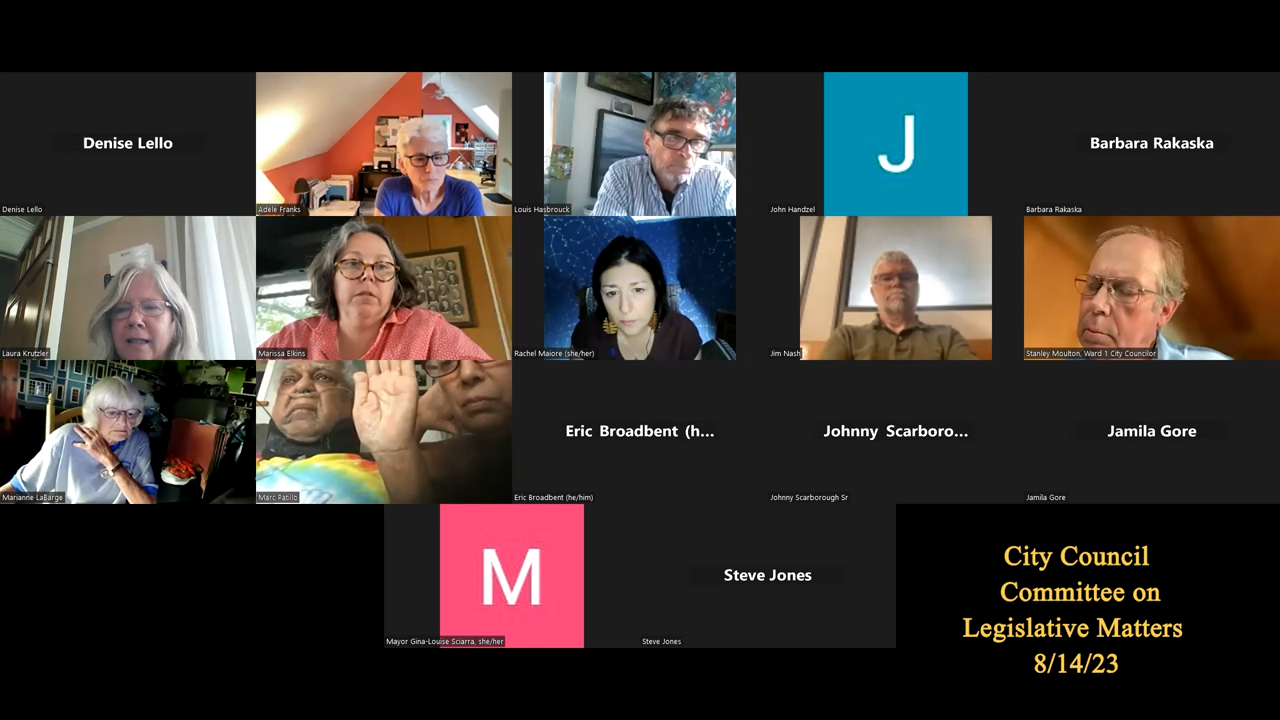 Denise Lello
J
Barbara Rakaska
Denise Lello
Adele Franks
Louis Hasbrouck
John Handzel
Barbara Rakaska
Laura Krutzler
Marissa Elkins
Rachel Maiore (she/her)
Jim Nash
Stanley Moulton, Ward 1 City Councilor
Eric Broadbent (h...
Johnny Scarboro...
Jamila Gore
Marianne LaBarge
Marc Patillo
Eric Broadbent (he/him)
Johnny Scarborough Sr
Jamila Gore
M
Steve Jones
Mayor Gina-Louise Sciarra, she/her
Steve Jones
City Council
Committee on
Legislative Matters
8/14/23